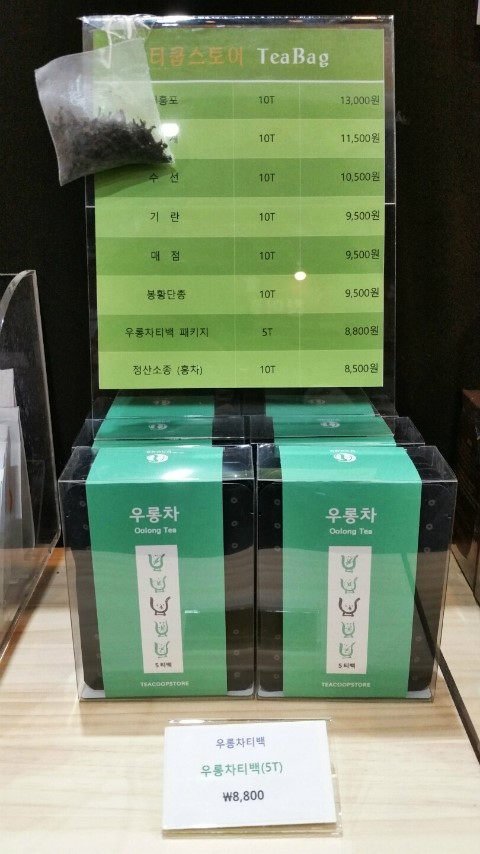 티쿱스토어 TeaBag
홍포 10T 13,000원
10T 11,500원
수 선 10T 10,500원
기 란 10T 9,500원
매 점 10T 9,500원
봉황단총 10T 9,500원
우롱차티백 패키지 5T 8,800원
정산소종 (홍차) 10T 8,500원
우롱차
Oolong Tea
5 티백
TEACOOPSTORE
우롱차
Oolong Tea
5 티백
TEACOOPSTORE
우롱차티백
우롱차티백(5T)
₩8,800